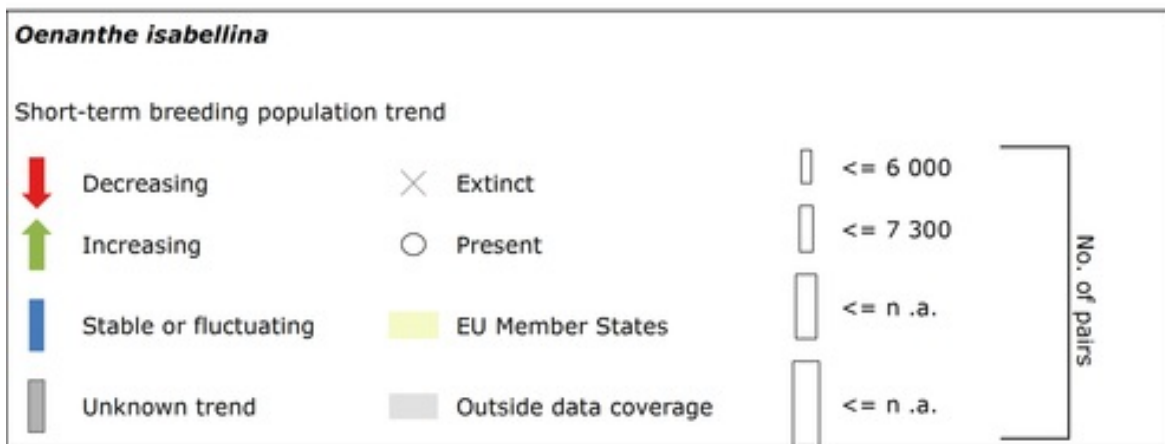 Oenanthe isabellina
Short-term breeding population trend
Decreasing
Extinct
<= 6 000
Increasing
Present
<= 7 300
Stable or fluctuating
EU Member States
<= n .a.
Unknown trend
Outside data coverage
<= n .a.
No. of pairs